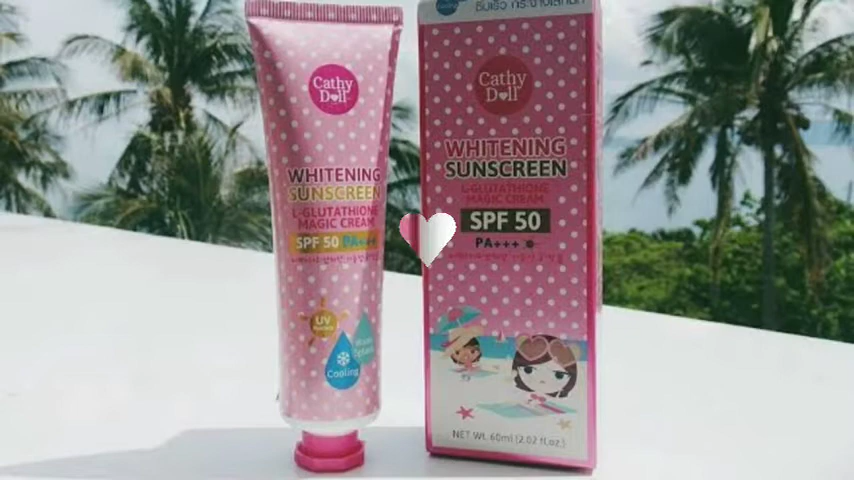 Cathy
Doll
WHITENING
SUNSCREEN
L-GLUTATHIONE
MAGIC CREAM
SPF 50 PA+++
UV
Cooling
Cathy
Doll
WHITENING
SUNSCREEN
L-GLUTATHIONE
MAGIC CREAM
SPF 50
PA+++
NET WT. 60ml (2.02 fl.oz.)